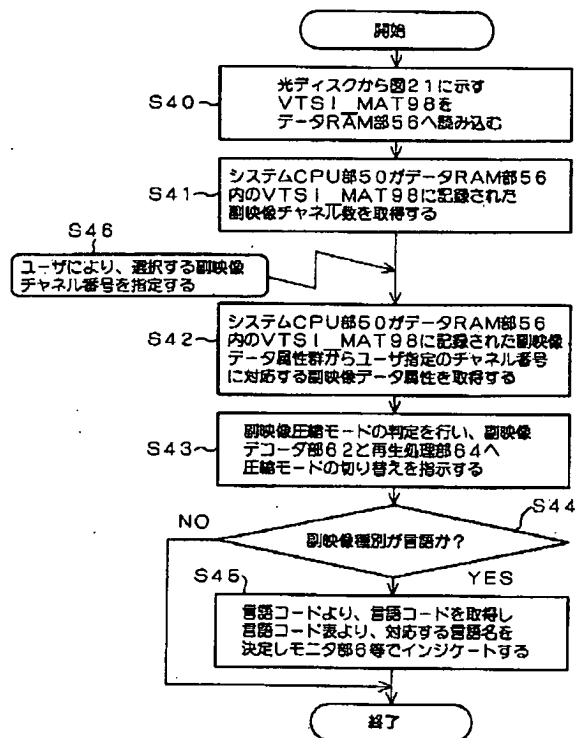 開始
S40
光ディスクから図21に示す
VTSI_MAT98を
データRAM部56へ読み込む
S41
システムCPU部50がデータRAM部56
内のVTSI_MAT98に記録された
副映像チャネル数を取得する
S46
ユーザにより、選択する副映像
チャネル番号を指定する
S42
システムCPU部50がデータRAM部56
内のVTSI_MAT98に記録された副映像
データ属性群からユーザ指定のチャネル番号
に対応する副映像データ属性を取得する
S43
副映像圧縮モードの判定を行い、副映像
デコーダ部62と再生処理部64へ
圧縮モードの切り替えを指示する
S44
副映像種別が言語か？
NO
YES
S45
言語コードより、言語コードを取得し
言語コード表より、対応する言語名を
決定しモニタ部6等でインジケートする
終了